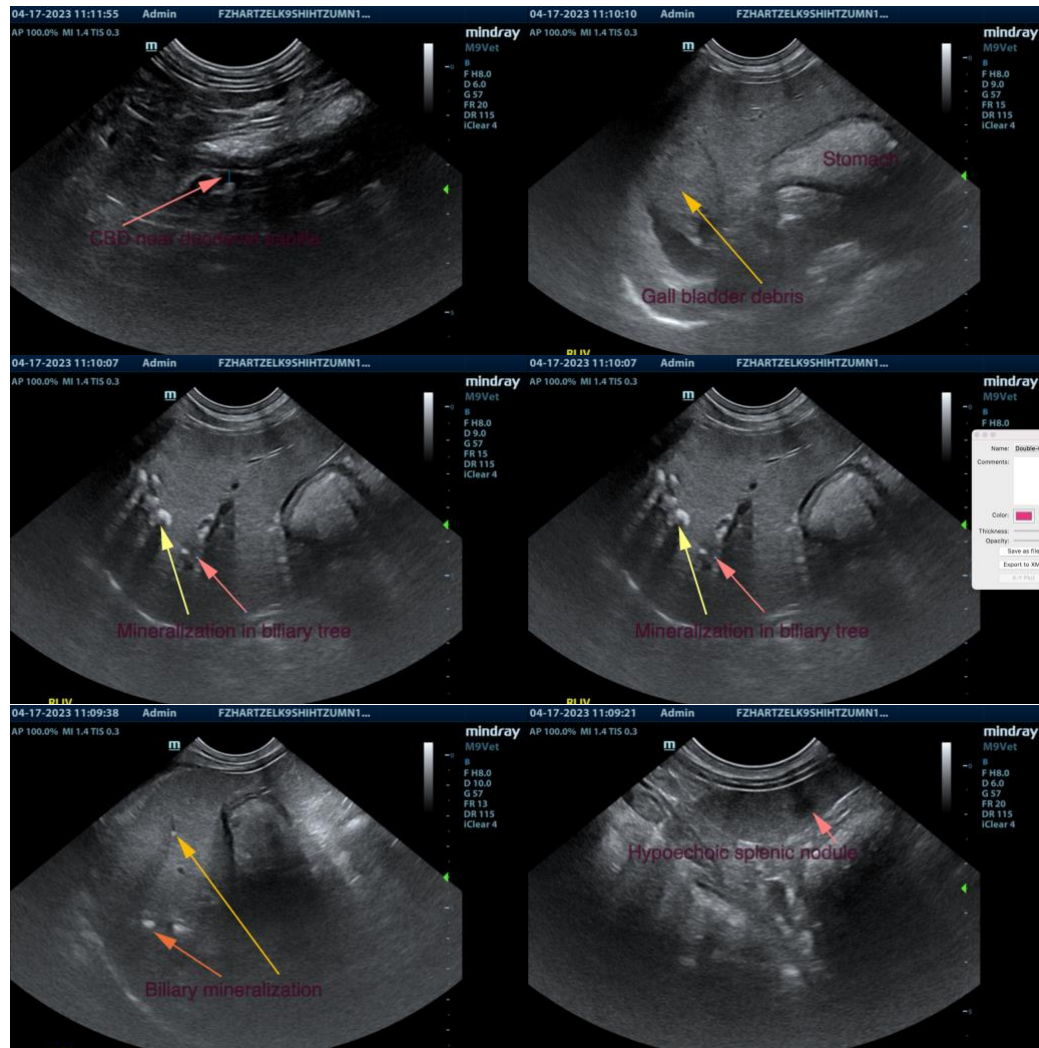 04-17-2023 11:11:55 Admin FZHARTZELK9SHIHTZUMN1...
AP 100.0% MI 1.4 TIS 0.3
mindray
M9Vet
m
B
F H8.0
D 6.0
G 57
FR 20
DR 115
iClear 4
CBD near duodenal papilla
04-17-2023 11:10:10 Admin FZHARTZELK9SHIHTZUMN1...
AP 100.0% MI 1.4 TIS 0.3
mindray
M9Vet
m
B
F H8.0
D 9.0
G 57
FR 15
DR 115
iClear 4
Stomach
Gall bladder debris
04-17-2023 11:10:07 Admin FZHARTZELK9SHIHTZUMN1...
AP 100.0% MI 1.4 TIS 0.3
mindray
M9Vet
m
B
F H8.0
D 9.0
G 57
FR 15
DR 115
iClear 4
Mineralization in biliary tree
04-17-2023 11:10:07 Admin FZHARTZELK9SHIHTZUMN1...
AP 100.0% MI 1.4 TIS 0.3
mindray
M9Vet
m
B
F H8.0
Name:
Comments:
Color:
Thickness:
Opacity:
Save as file
Mineralization in biliary tree
04-17-2023 11:09:38 Admin FZHARTZELK9SHIHTZUMN1...
AP 100.0% MI 1.4 TIS 0.3
mindray
M9Vet
m
B
F H8.0
D 10.0
G 57
FR 13
DR 115
iClear 4
Biliary mineralization
04-17-2023 11:09:21 Admin FZHARTZELK9SHIHTZUMN1...
AP 100.0% MI 1.4 TIS 0.3
mindray
M9Vet
m
B
F H8.0
D 6.0
G 57
FR 20
DR 115
iClear 4
Hypoechoic splenic nodule